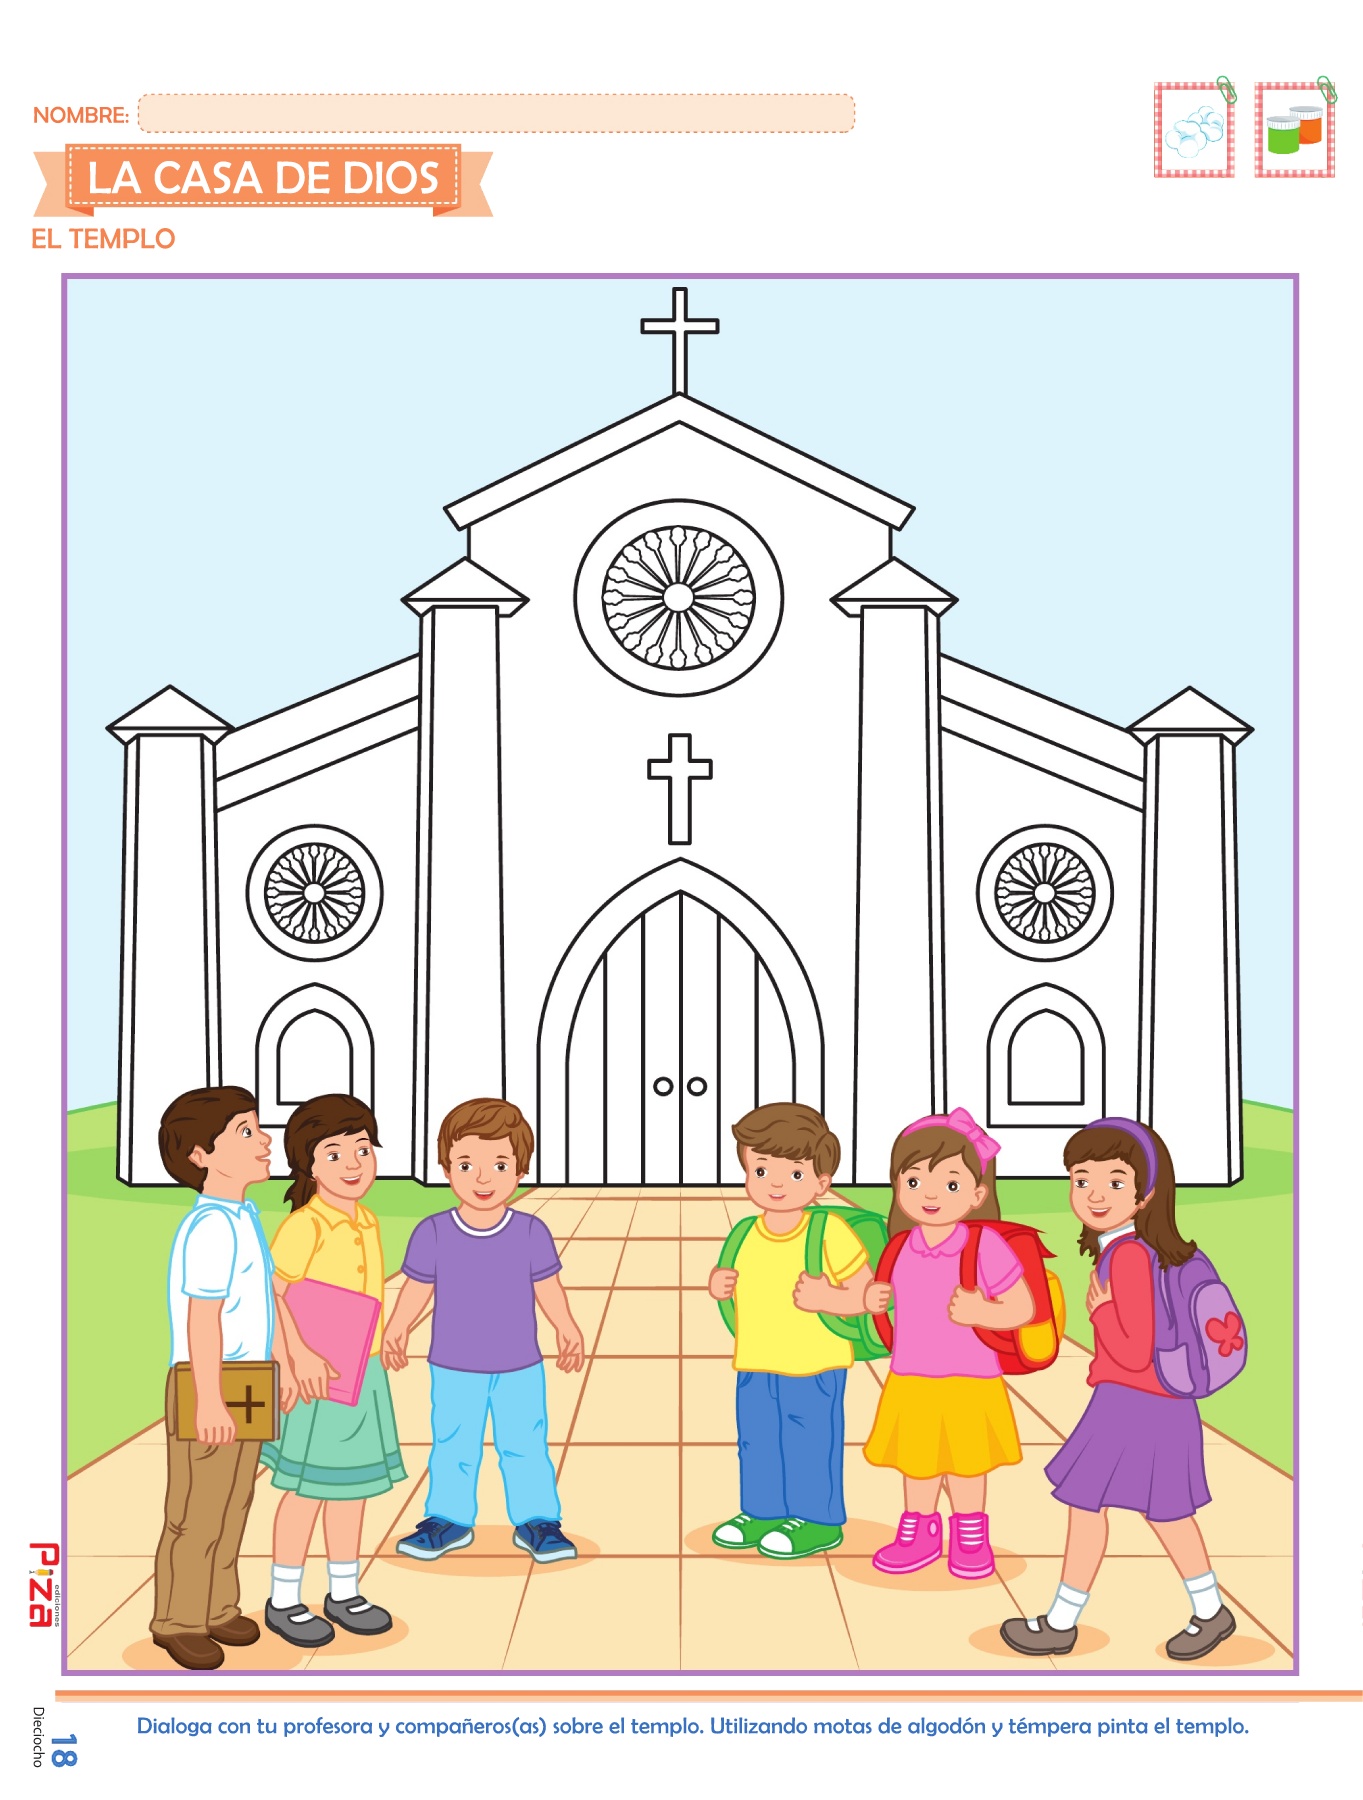 NOMBRE:
LA CASA DE DIOS
EL TEMPLO
Piza
ediciones
Dialoga con tu profesora y compañeros(as) sobre el templo. Utilizando motas de algodón y témpera pinta el templo.
18
Dieciocho